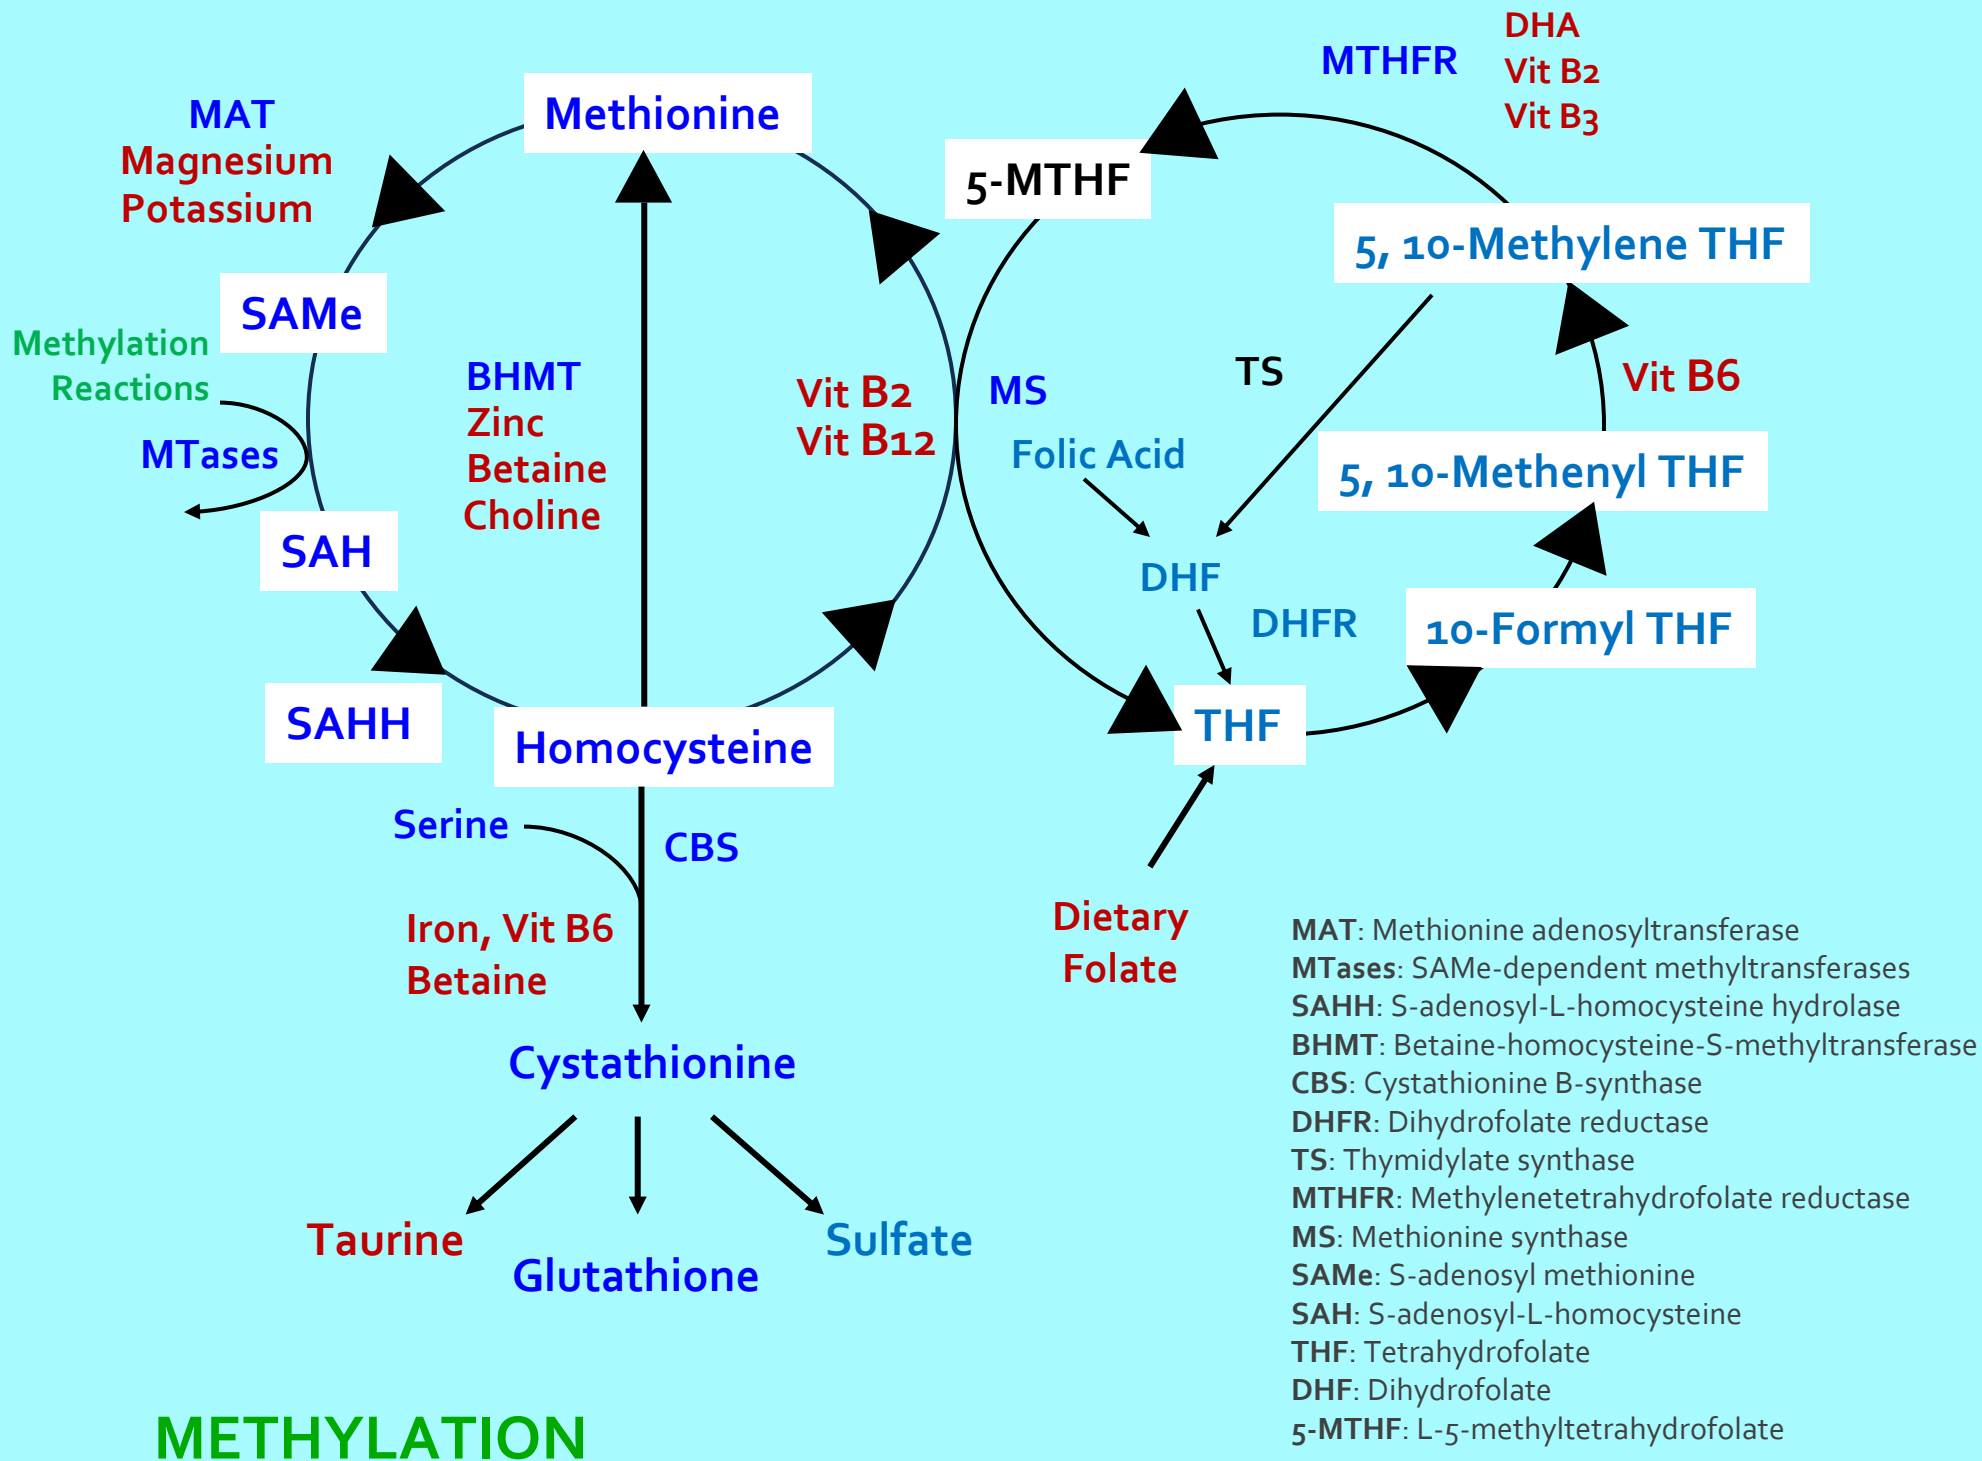 DHA
MTHFR
Vit B2
Vit B3
MAT
Magnesium
Potassium
Methionine
5-MTHF
5, 10-Methylene THF
SAMe
Methylation
Reactions
MTases
BHMT
Zinc
Betaine
Choline
Vit B2
Vit B12
MS
TS
Vit B6
Folic Acid
5, 10-Methenyl THF
SAH
DHF
DHFR
10-Formyl THF
SAHH
Homocysteine
THF
Serine
CBS
Iron, Vit B6
Betaine
Dietary
Folate
Cystathionine
Taurine
Glutathione
Sulfate
MAT: Methionine adenosyltransferase
MTases: SAMe-dependent methyltransferases
SAHH: S-adenosyl-L-homocysteine hydrolase
BHMT: Betaine-homocysteine-S-methyltransferase
CBS: Cystathionine B-synthase
DHFR: Dihydrofolate reductase
TS: Thymidylate synthase
MTHFR: Methylenetetrahydrofolate reductase
MS: Methionine synthase
SAMe: S-adenosyl methionine
SAH: S-adenosyl-L-homocysteine
THF: Tetrahydrofolate
DHF: Dihydrofolate
5-MTHF: L-5-methyltetrahydrofolate
METHYLATION